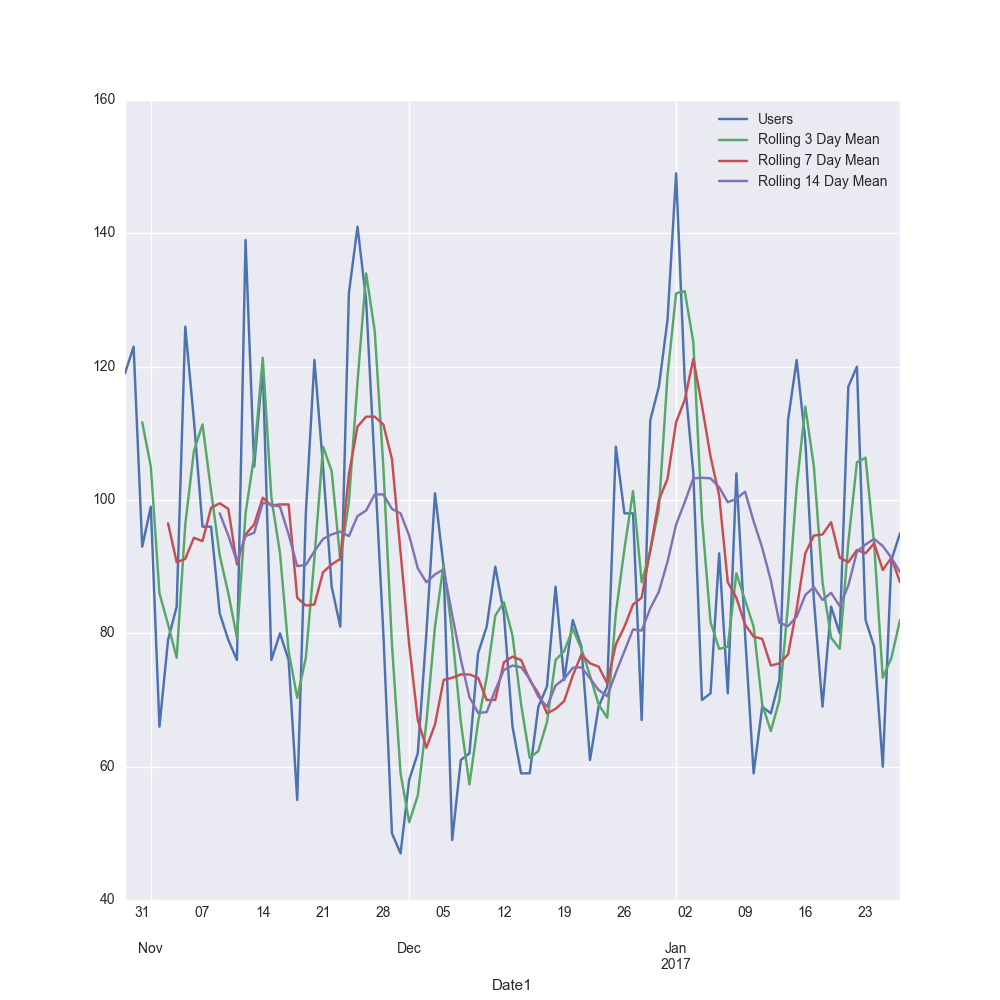 160
140
120
100
80
60
40
Users
Rolling 3 Day Mean
Rolling 7 Day Mean
Rolling 14 Day Mean
31 07 14 21 28 05 12 19 26 02 09 16 23
Nov Dec Jan
2017
Date1